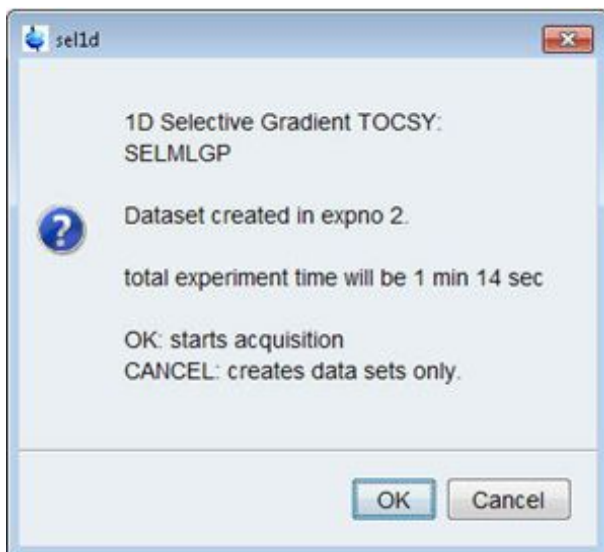 sel1d
1D Selective Gradient TOCSY:
SELMLGP
Dataset created in expno 2.
total experiment time will be 1 min 14 sec
OK: starts acquisition
CANCEL: creates data sets only.
OK
Cancel